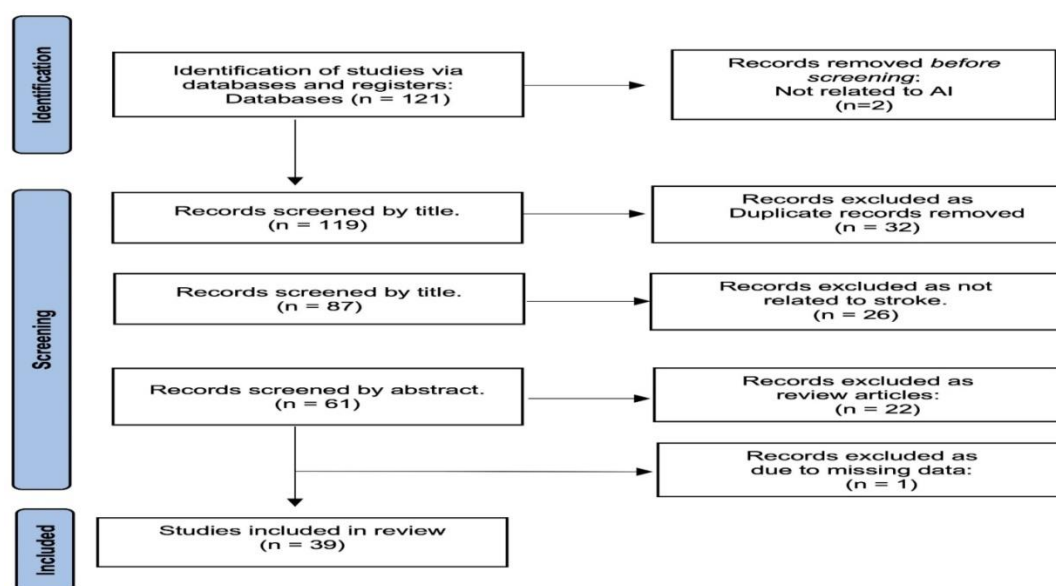 Identification
Identification of studies via
databases and registers:
Databases (n = 121)
Records removed before
screening:
Not related to AI
(n=2)
Screening
Records screened by title.
(n = 119)
Records excluded as
Duplicate records removed
(n = 32)
Records screened by title.
(n = 87)
Records excluded as not
related to stroke.
(n = 26)
Records screened by abstract.
(n = 61)
Records excluded as
review articles:
(n = 22)
Records excluded as
due to missing data:
(n = 1)
Included
Studies included in review
(n = 39)